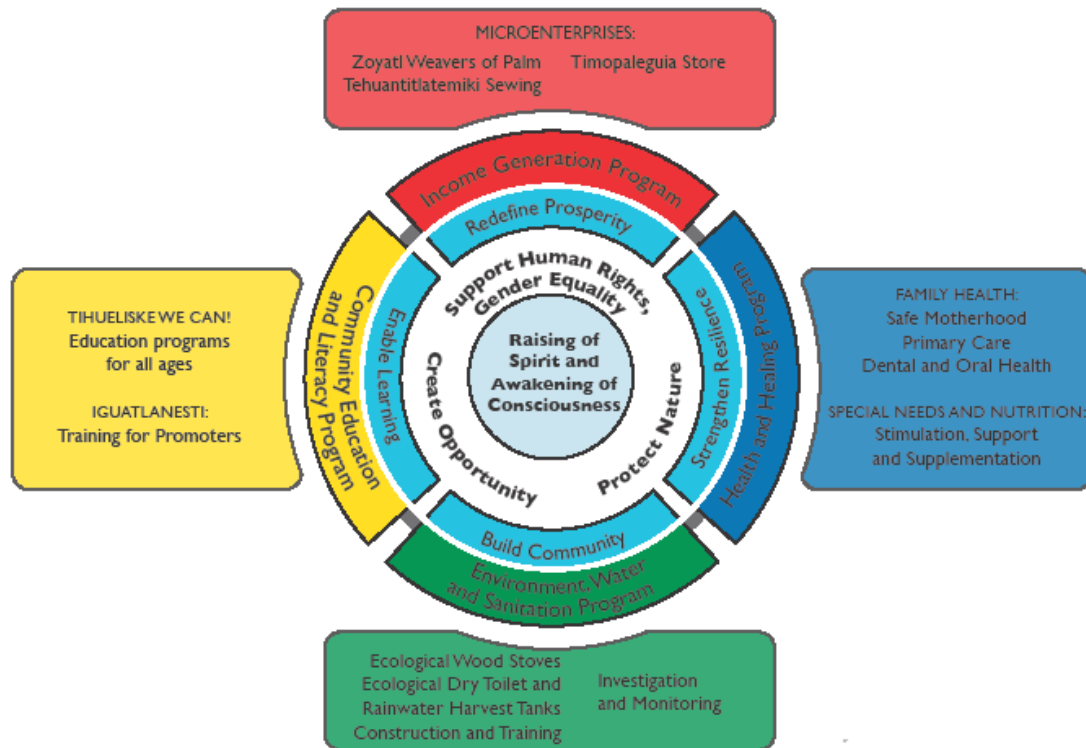 MICROENTERPRISES:
Zoyatl Weavers of Palm
Tehuantitlatemiki Sewing
Timopaleguia Store
Income Generation Program
Redefine Prosperity
Support Human Rights,
Gender Equality
Raising of
Spirit and
Awakening of
Consciousness
Create Opportunity
Protect Nature
Community Education
and Literacy Program
Enable Learning
TIHUELISKE WE CAN!
Education programs
for all ages
IGUATLANESTI:
Training for Promoters
Strengthen Resilience
Health and Healing Program
FAMILY HEALTH:
Safe Motherhood
Primary Care
Dental and Oral Health
SPECIAL NEEDS AND NUTRITION:
Stimulation, Support
and Supplementation
Build Community
Environment, Water
and Sanitation Program
Ecological Wood Stoves
Ecological Dry Toilet and
Rainwater Harvest Tanks
Construction and Training
Investigation
and Monitoring